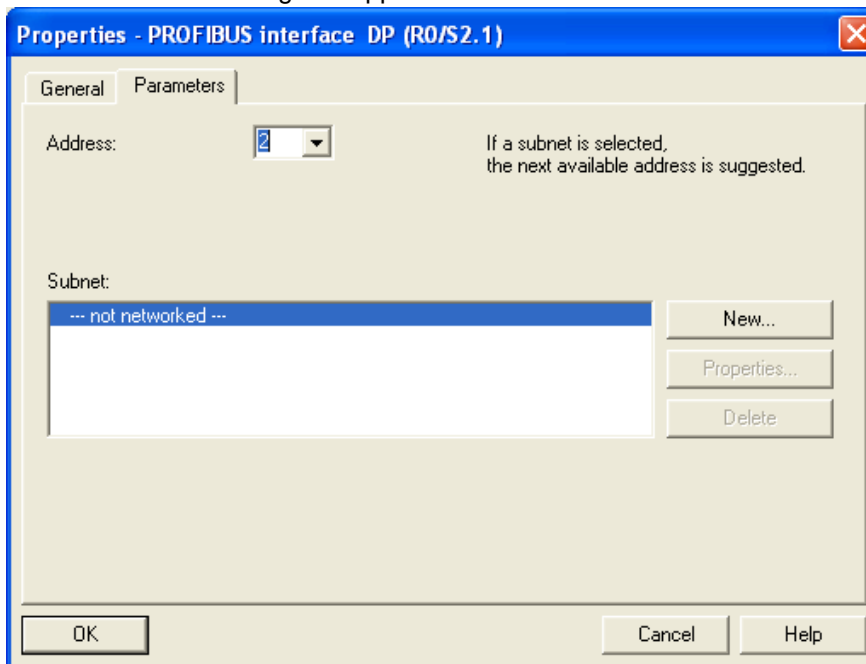 Properties - PROFIBUS interface DP (R0/S2.1)
General
Parameters
Address:
2
If a subnet is selected,
the next available address is suggested.
Subnet:
--- not networked ---
New...
Properties...
Delete
OK
Cancel
Help